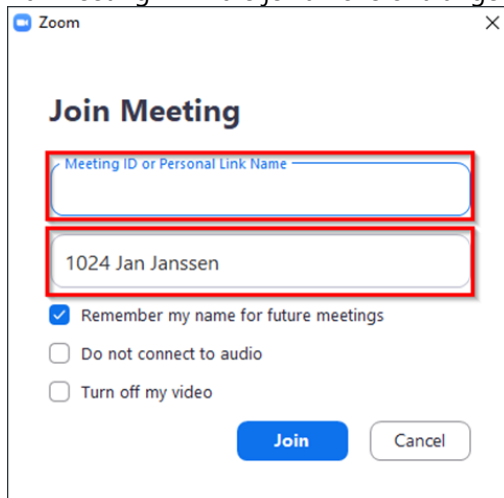 Zoom
Join Meeting
Meeting ID or Personal Link Name
1024 Jan Janssen
Remember my name for future meetings
Do not connect to audio
Turn off my video
Join Cancel